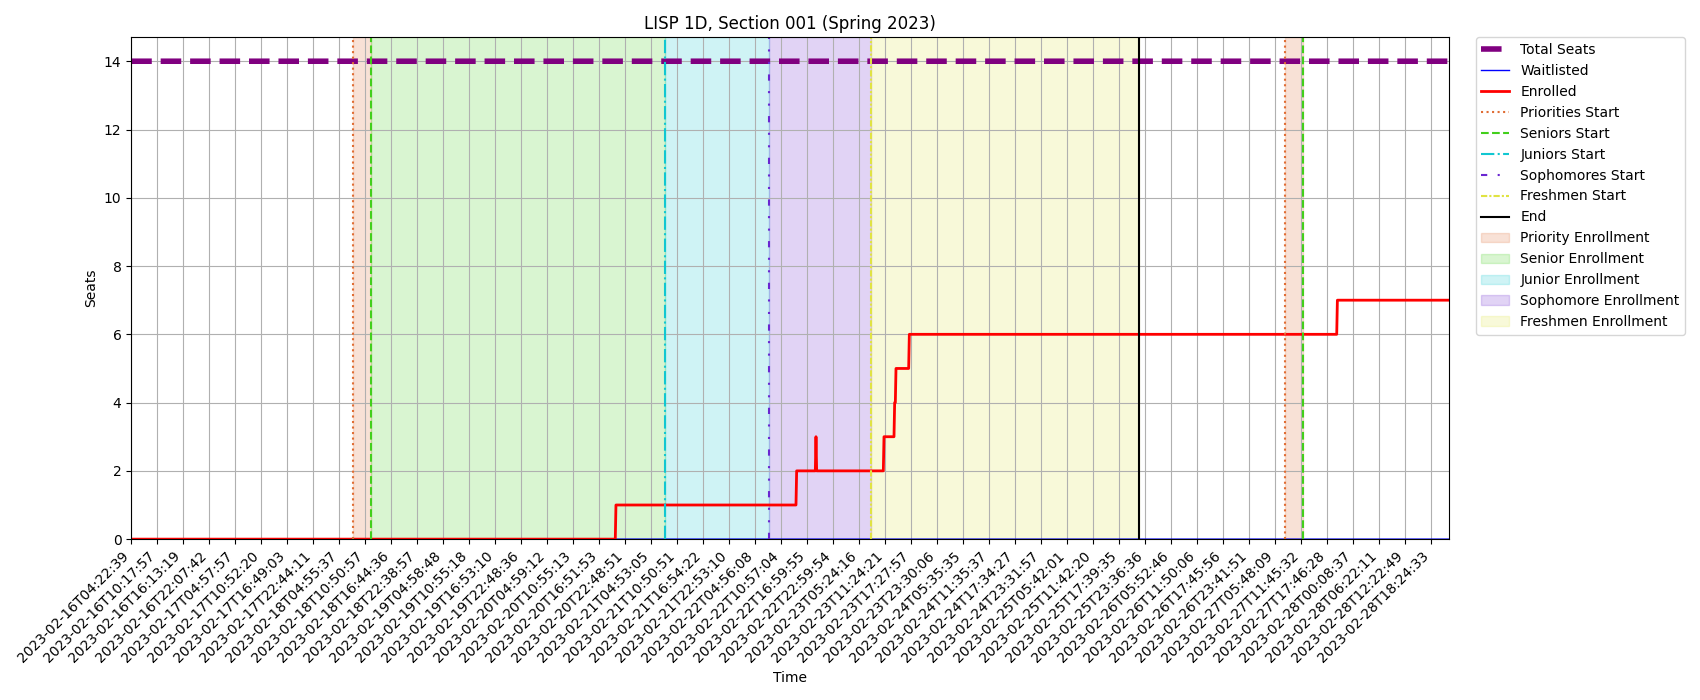 LISP 1D, Section 001 (Spring 2023)
Seats
14
12
10
8
6
4
2
0
2023-02-16T04:22:39
2023-02-16T10:17:57
2023-02-16T16:13:19
2023-02-16T22:07:42
2023-02-17T04:57:57
2023-02-17T10:52:20
2023-02-17T16:49:03
2023-02-17T22:44:11
2023-02-18T04:55:37
2023-02-18T10:50:57
2023-02-18T16:44:36
2023-02-18T22:38:57
2023-02-19T04:58:48
2023-02-19T10:55:18
2023-02-19T16:53:10
2023-02-19T22:48:36
2023-02-20T04:59:12
2023-02-20T10:55:13
2023-02-20T16:51:53
2023-02-20T22:48:51
2023-02-21T04:53:05
2023-02-21T10:50:51
2023-02-21T16:54:22
2023-02-21T22:53:10
2023-02-22T04:56:08
2023-02-22T10:57:04
2023-02-22T16:59:55
2023-02-22T22:59:54
2023-02-23T05:24:16
2023-02-23T11:24:21
2023-02-23T17:27:57
2023-02-23T23:30:06
2023-02-24T05:35:35
2023-02-24T11:35:37
2023-02-24T17:34:27
2023-02-24T23:31:57
2023-02-25T05:42:01
2023-02-25T11:42:20
2023-02-25T17:39:35
2023-02-25T23:36:36
2023-02-26T05:52:46
2023-02-26T11:50:06
2023-02-26T17:45:56
2023-02-26T23:41:51
2023-02-27T05:48:09
2023-02-27T11:45:32
2023-02-27T17:46:28
2023-02-28T00:08:37
2023-02-28T06:22:11
2023-02-28T12:22:49
2023-02-28T18:24:33
Time
Total Seats
Waitlisted
Enrolled
Priorities Start
Seniors Start
Juniors Start
Sophomores Start
Freshmen Start
End
Priority Enrollment
Senior Enrollment
Junior Enrollment
Sophomore Enrollment
Freshmen Enrollment